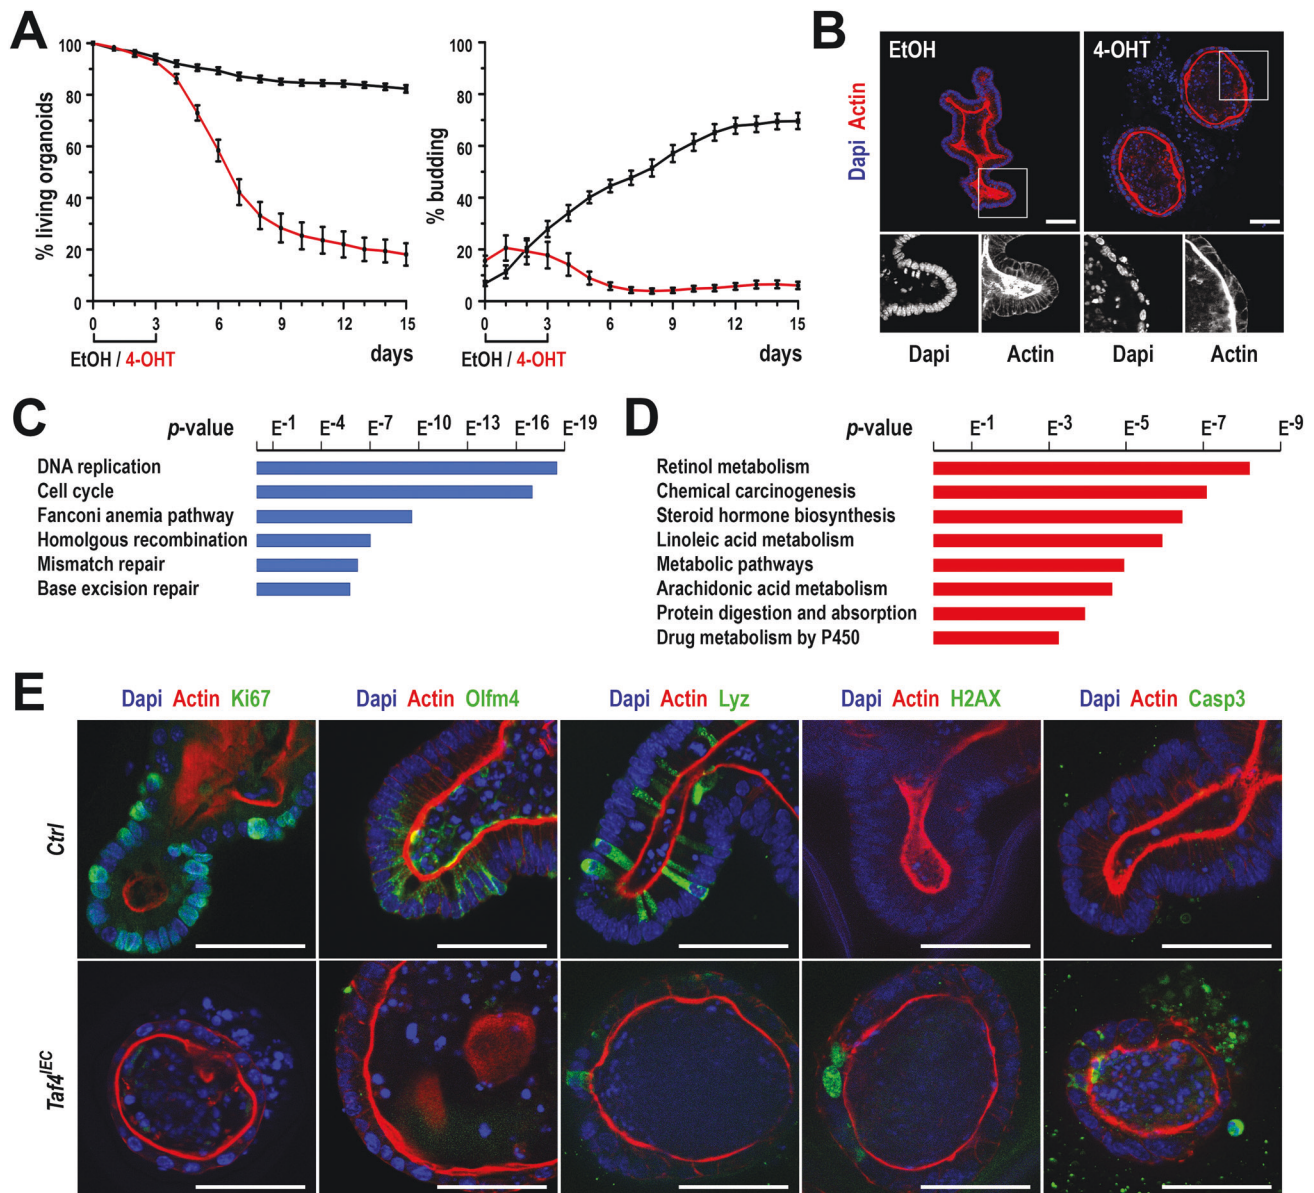 A
% living organoids
100
80
60
40
20
0
0 3 6 9 12 15
EtOH / 4-OHT days
% budding
100
80
60
40
20
0
0 3 6 9 12 15
EtOH / 4-OHT days
B
Dapi Actin
EtOH 4-OHT
Dapi Actin Dapi Actin
C
p-value E-1 E-4 E-7 E-10 E-13 E-16 E-19
DNA replication
Cell cycle
Fanconi anemia pathway
Homolgous recombination
Mismatch repair
Base excision repair
D
p-value E-1 E-3 E-5 E-7 E-9
Retinol metabolism
Chemical carcinogenesis
Steroid hormone biosynthesis
Linoleic acid metabolism
Metabolic pathways
Arachidonic acid metabolism
Protein digestion and absorption
Drug metabolism by P450
E
Dapi Actin Ki67 Dapi Actin Olfm4 Dapi Actin Lyz Dapi Actin H2AX Dapi Actin Casp3
Ctrl
Taf4IEC